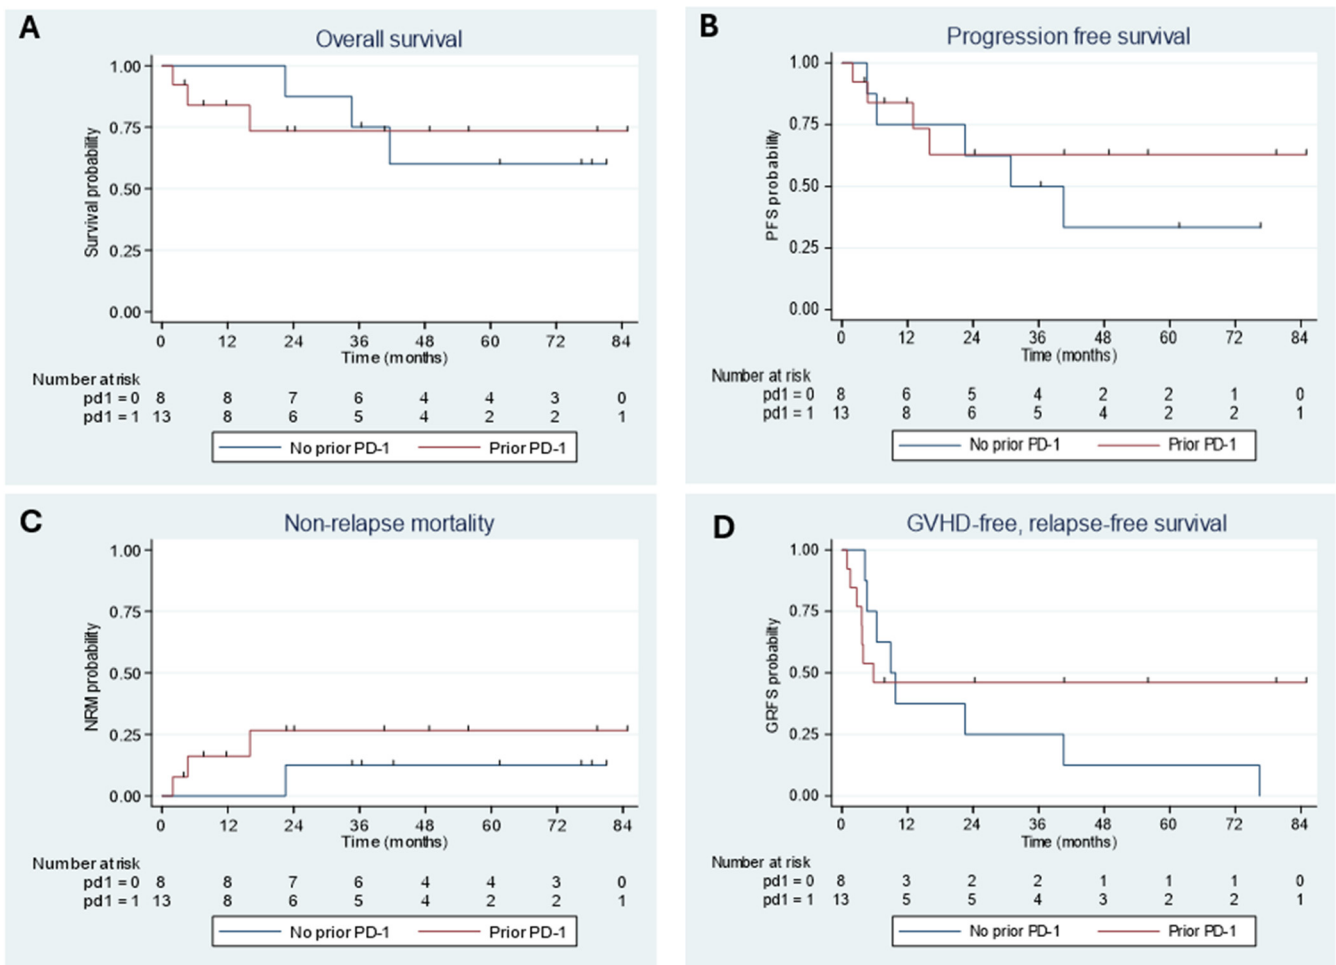 A
Overall survival
Survival probability
1.00
0.75
0.50
0.25
0.00
0 12 24 36 48 60 72 84
Time (months)
Number at risk
pd1 = 0 8 8 7 6 4 4 3 0
pd1 = 1 13 8 6 5 4 2 2 1
No prior PD-1 Prior PD-1
B
Progression free survival
PFS probability
1.00
0.75
0.50
0.25
0.00
0 12 24 36 48 60 72 84
Time (months)
Number at risk
pd1 = 0 8 6 5 4 2 2 1 0
pd1 = 1 13 8 6 5 4 2 2 1
No prior PD-1 Prior PD-1
C
Non-relapse mortality
NRM probability
1.00
0.75
0.50
0.25
0.00
0 12 24 36 48 60 72 84
Time (months)
Number at risk
pd1 = 0 8 8 7 6 4 4 3 0
pd1 = 1 13 8 6 5 4 2 2 1
No prior PD-1 Prior PD-1
D
GVHD-free, relapse-free survival
GRFS probability
1.00
0.75
0.50
0.25
0.00
0 12 24 36 48 60 72 84
Time (months)
Number at risk
pd1 = 0 8 3 2 2 1 1 1 0
pd1 = 1 13 5 5 4 3 2 2 1
No prior PD-1 Prior PD-1